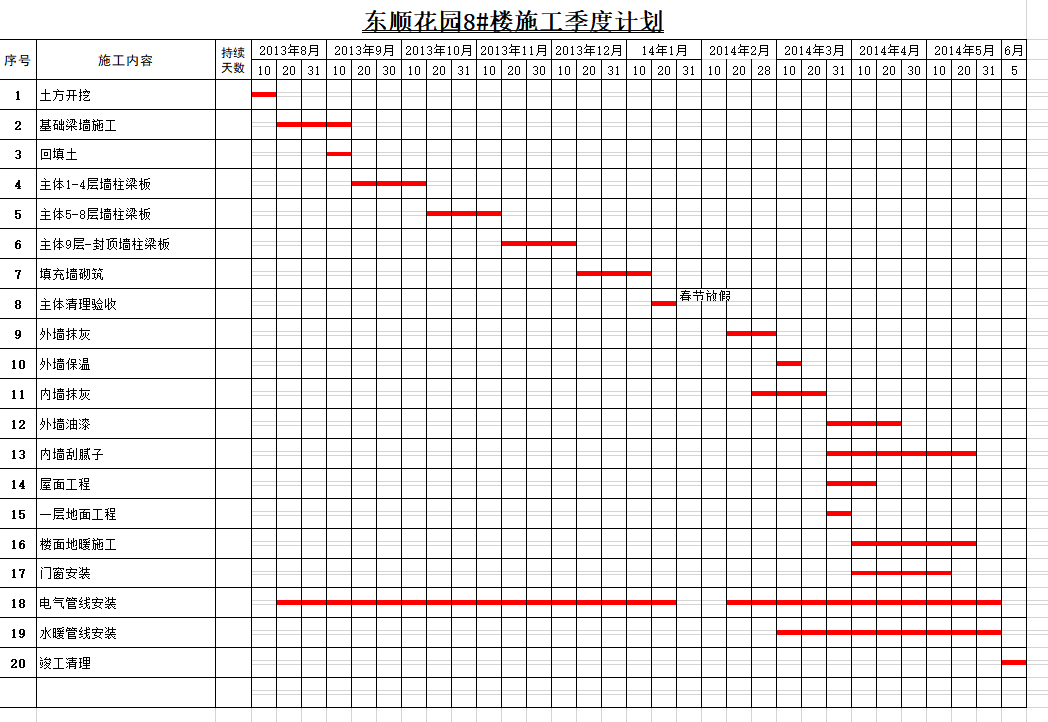 东顺花园8#楼施工季度计划
序号 施工内容 持续天数 2013年8月 2013年9月 2013年10月 2013年11月 2013年12月 14年1月 2014年2月 2014年3月 2014年4月 2014年5月 6月
10 20 31 10 20 30 10 20 31 10 20 30 10 20 31 10 20 31 10 20 28 10 20 31 10 20 30 10 20 31 5
1 土方开挖
2 基础梁墙施工
3 回填土
4 主体1-4层墙柱梁板
5 主体5-8层墙柱梁板
6 主体9层-封顶墙柱梁板
7 填充墙砌筑
8 主体清理验收 春节放假
9 外墙抹灰
10 外墙保温
11 内墙抹灰
12 外墙油漆
13 内墙刮腻子
14 屋面工程
15 一层地面工程
16 楼面地暖施工
17 门窗安装
18 电气管线安装
19 水暖管线安装
20 竣工清理